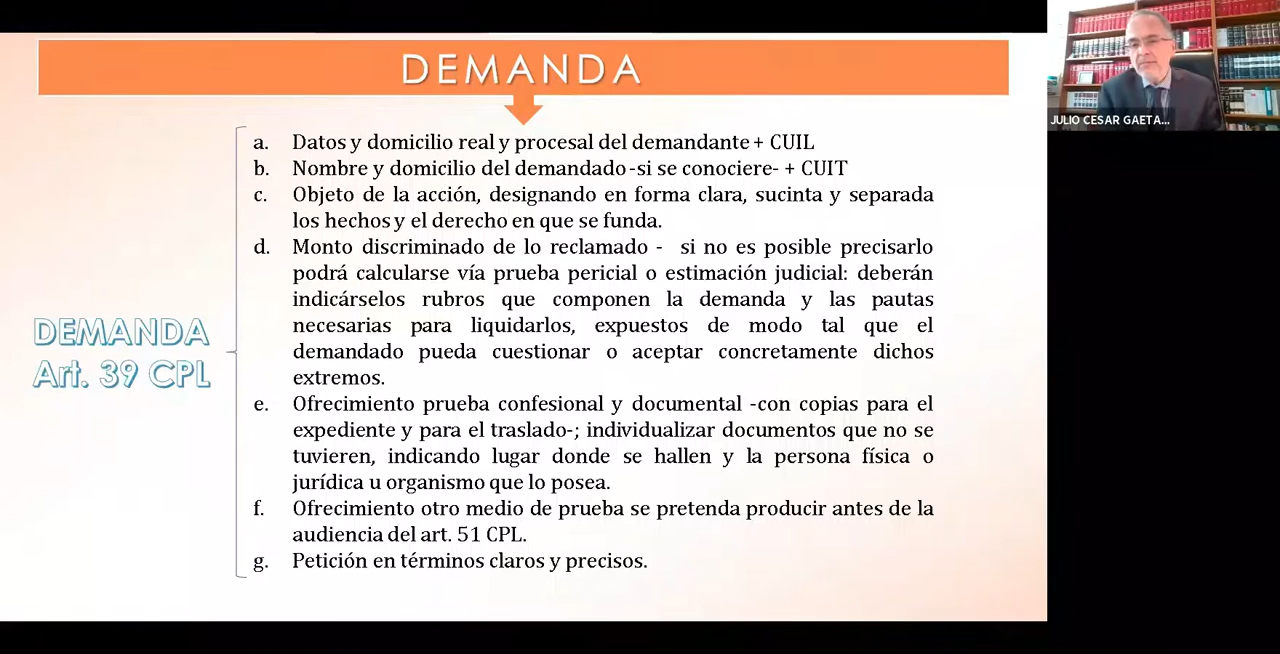 DEMANDA
JULIO CESAR GAETA...
a. Datos y domicilio real y procesal del demandante + CUIL
b. Nombre y domicilio del demandado -si se conociere- + CUIT
c. Objeto de la acción, designando en forma clara, sucinta y separada
los hechos y el derecho en que se funda.
d. Monto discriminado de lo reclamado - si no es posible precisarlo
podrá calcularse vía prueba pericial o estimación judicial: deberán
indicárselos rubros que componen la demanda y las pautas
necesarias para liquidarlos, expuestos de modo tal que el
demandado pueda cuestionar o aceptar concretamente dichos
extremos.
e. Ofrecimiento prueba confesional y documental -con copias para el
expediente y para el traslado-; individualizar documentos que no se
tuvieren, indicando lugar donde se hallen y la persona física o
jurídica u organismo que lo posea.
f. Ofrecimiento otro medio de prueba se pretenda producir antes de la
audiencia del art. 51 CPL.
g. Petición en términos claros y precisos.
DEMANDA
Art. 39 CPL